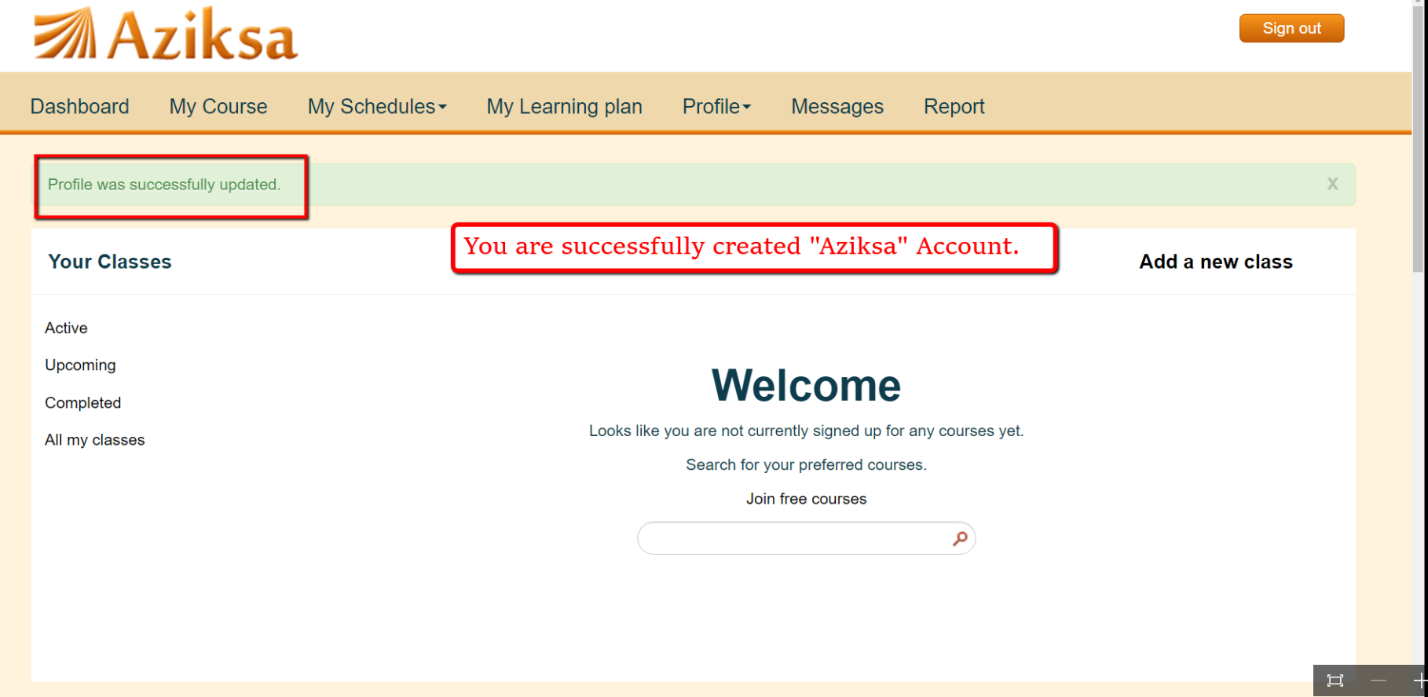 Aziksa
Sign out
Dashboard My Course My Schedules My Learning plan Profile Messages Report
Profile was successfully updated.
X
You are successfully created "Aziksa" Account.
Your Classes
Add a new class
Active
Upcoming
Completed
All my classes
Welcome
Looks like you are not currently signed up for any courses yet.
Search for your preferred courses.
Join free courses